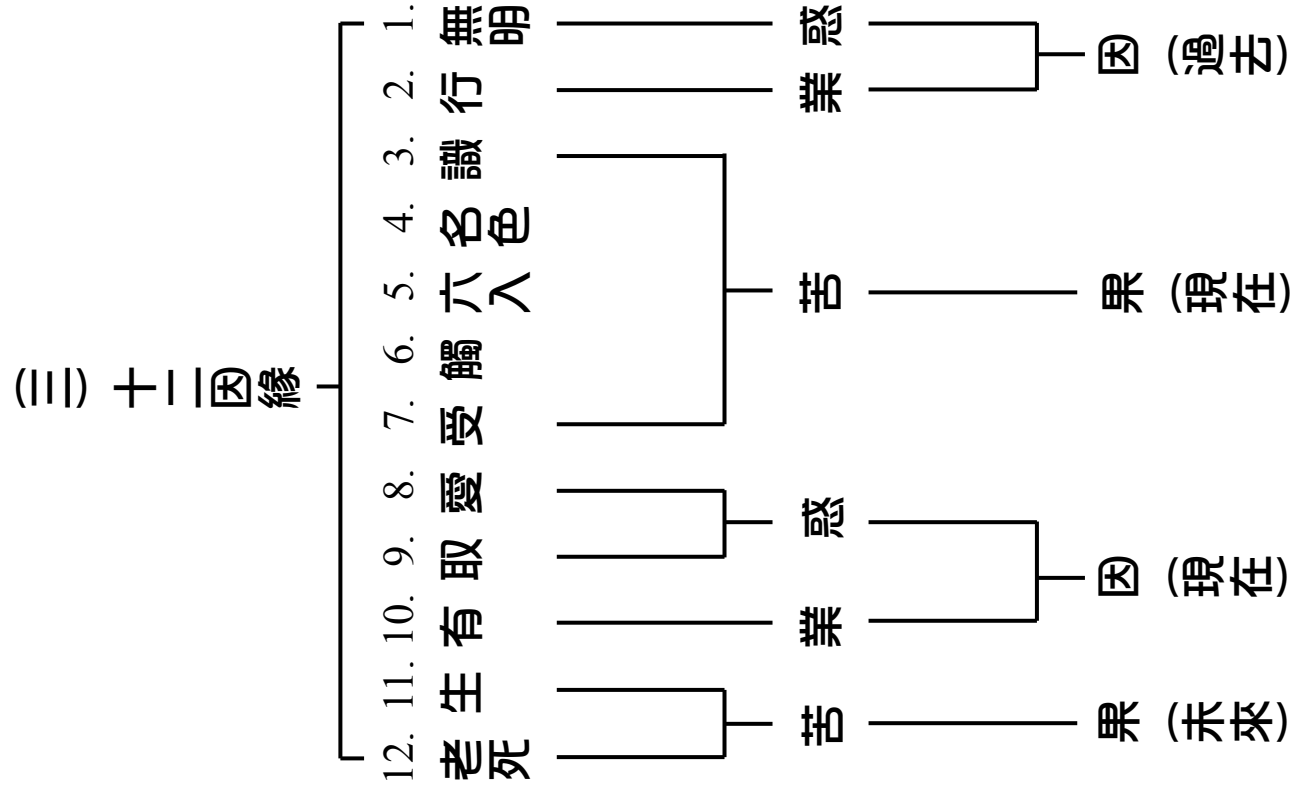 (三) 十二因緣
1. 無明
2. 行
3. 識
4. 名色
5. 六入
6. 觸
7. 受
8. 愛
9. 取
10. 有
11. 生
12. 老死
惑
業
苦
惑
業
苦
因 (過去)
果 (現在)
因 (現在)
果 (未來)